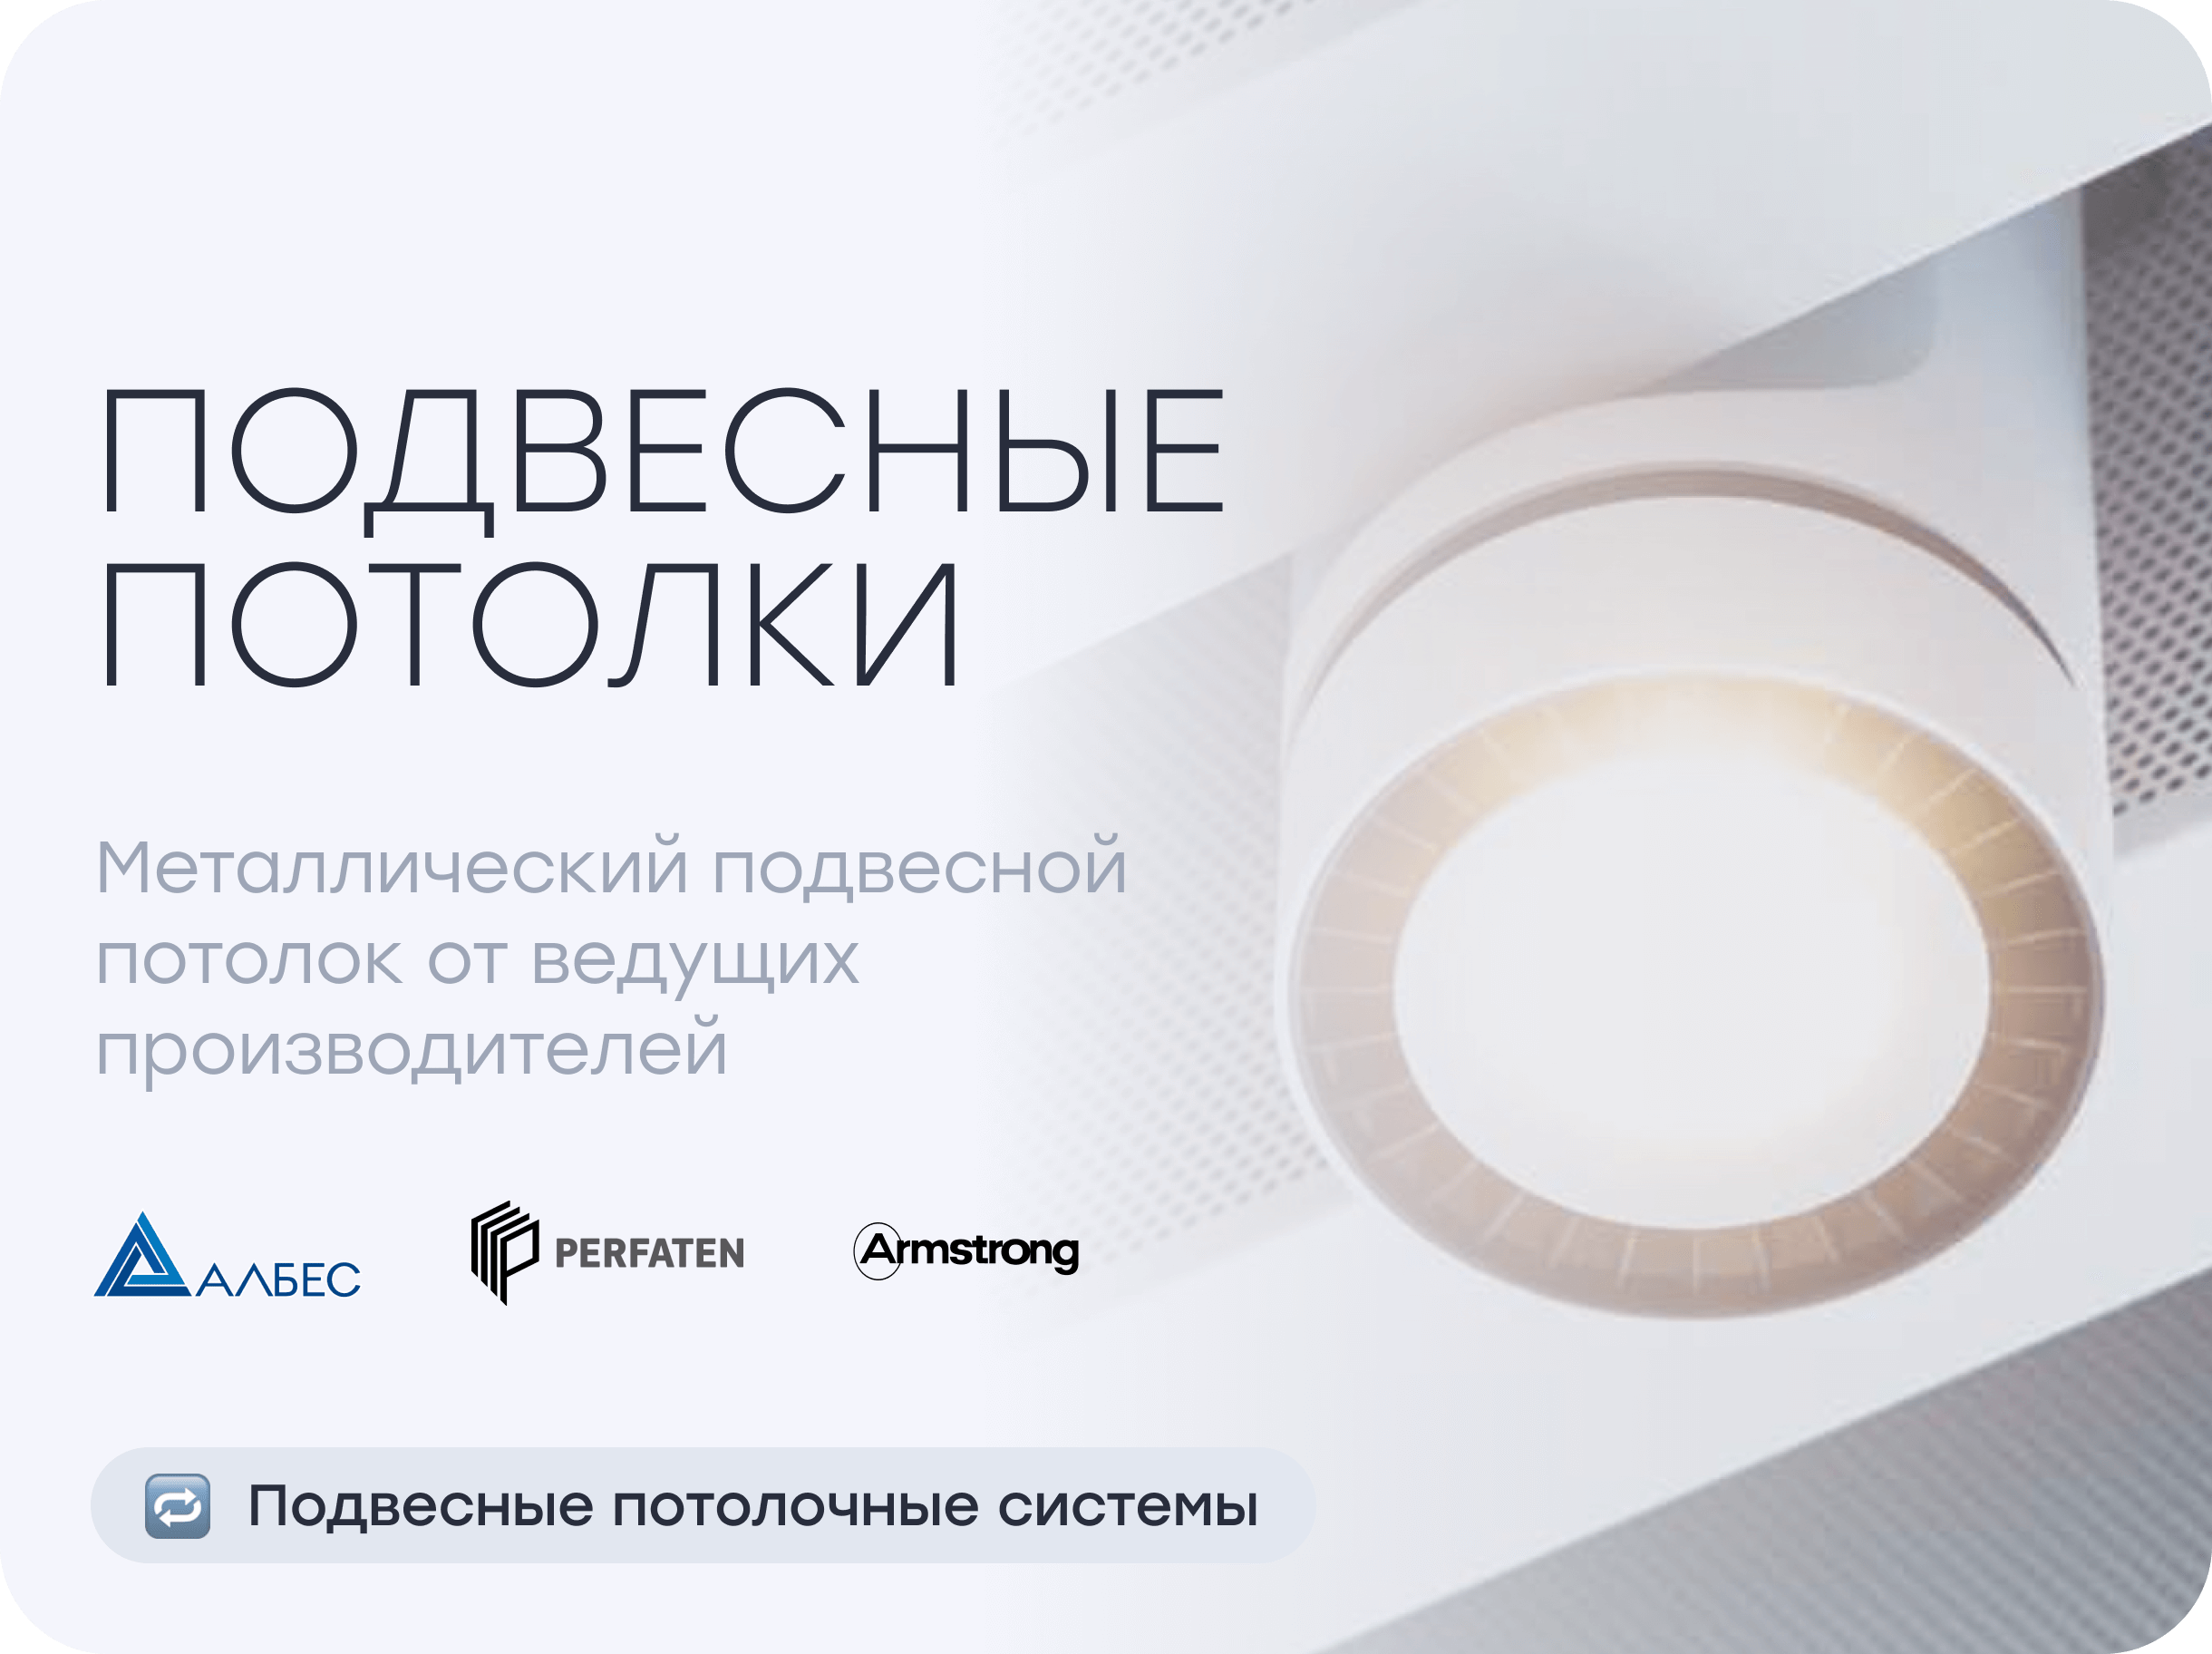 ПОДВЕСНЫЕ
ПОТОЛКИ
Металлический подвесной
потолок от ведущих
производителей
АЛБЕС
PERFATEN
Armstrong
Подвесные потолочные системы